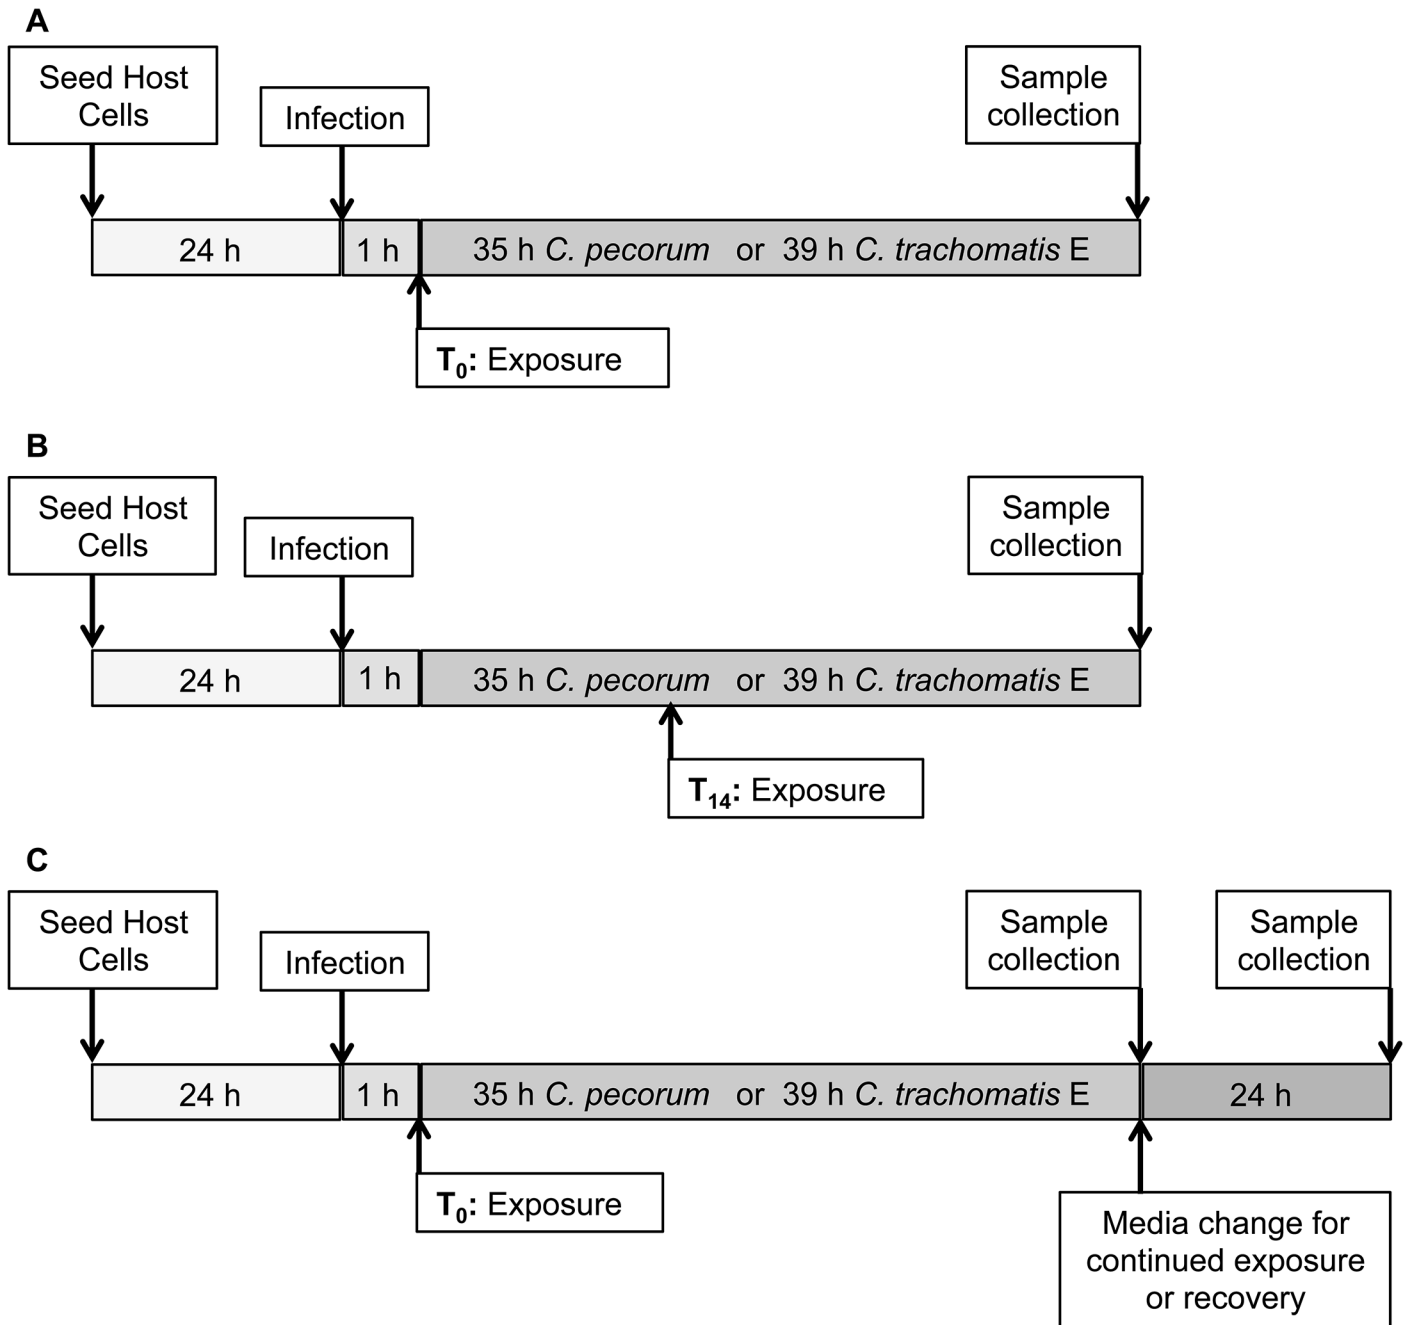 A
Seed Host
Cells
Infection
Sample
collection
24 h
1 h
35 h C. pecorum or 39 h C. trachomatis E
T0: Exposure
B
Seed Host
Cells
Infection
Sample
collection
24 h
1 h
35 h C. pecorum or 39 h C. trachomatis E
T14: Exposure
C
Seed Host
Cells
Infection
Sample
collection
Sample
collection
24 h
1 h
35 h C. pecorum or 39 h C. trachomatis E
24 h
T0: Exposure
Media change for
continued exposure
or recovery